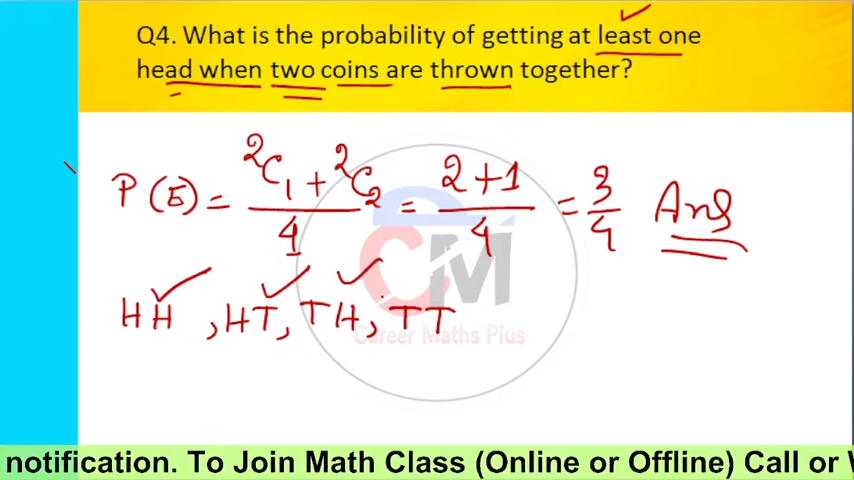 Q4. What is the probability of getting at least one
head when two coins are thrown together?
P(E) = (²C₁ + ²C₂)/4 = (2+1)/4 = 3/4 Ans
HH, HT, TH, TT
CM
Career Maths Plus
notification. To Join Math Class (Online or Offline) Call or